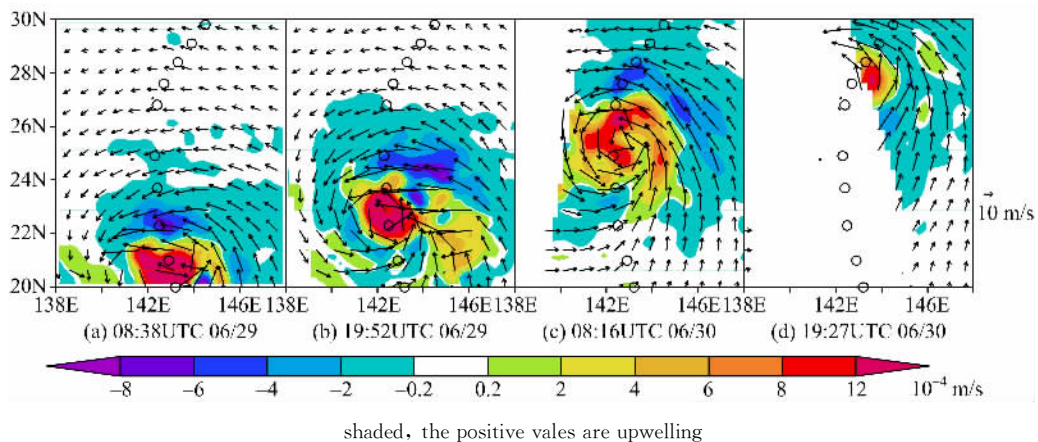 30N
28N
26N
24N
22N
20N
138E 142E 146E 138E 142E 146E 138E 142E 146E 138E 142E 146E
10 m/s
(a) 08:38UTC 06/29 (b) 19:52UTC 06/29 (c) 08:16UTC 06/30 (d) 19:27UTC 06/30
−8 −6 −4 −2 −0.2 0.2 2 4 6 8 12 10⁻⁴ m/s
shaded, the positive vales are upwelling